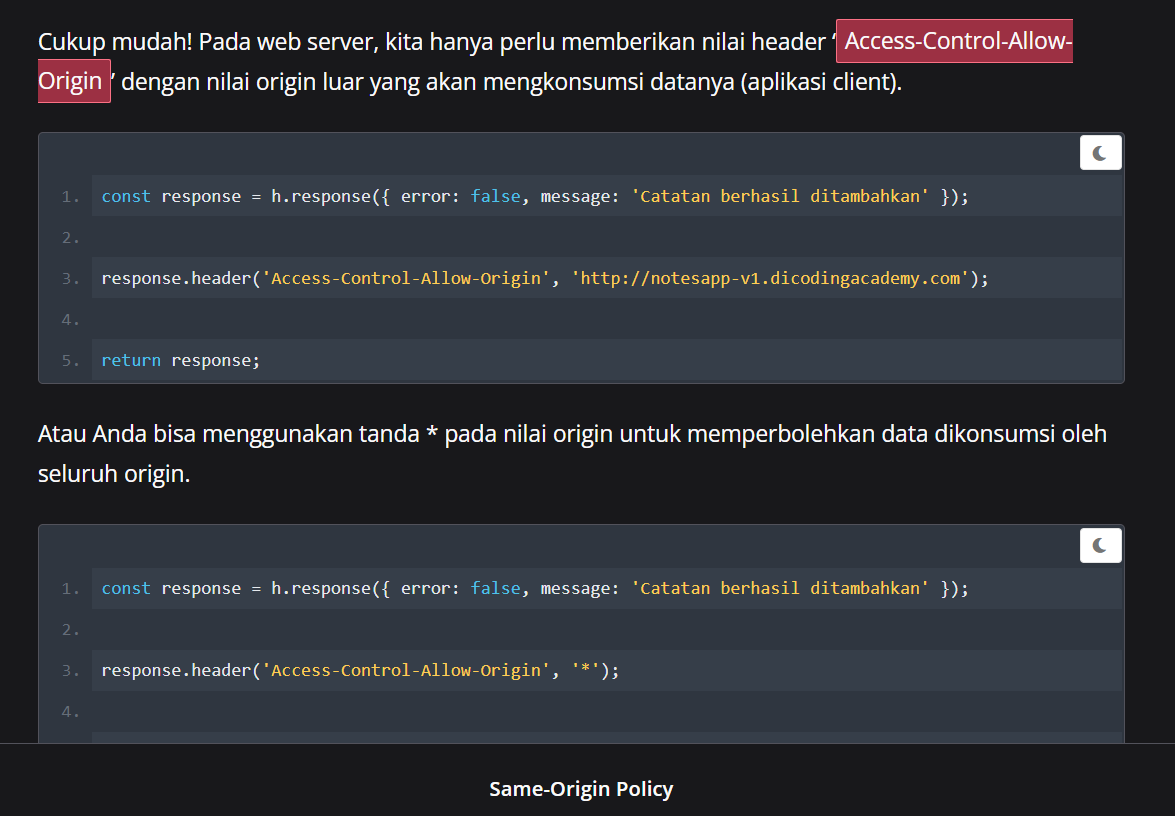 Cukup mudah! Pada web server, kita hanya perlu memberikan nilai header ‘ Access-Control-Allow-
Origin ’ dengan nilai origin luar yang akan mengkonsumsi datanya (aplikasi client).
1. const response = h.response({ error: false, message: 'Catatan berhasil ditambahkan' });
2.
3. response.header('Access-Control-Allow-Origin', 'http://notesapp-v1.dicodingacademy.com');
4.
5. return response;
Atau Anda bisa menggunakan tanda * pada nilai origin untuk memperbolehkan data dikonsumsi oleh
seluruh origin.
1. const response = h.response({ error: false, message: 'Catatan berhasil ditambahkan' });
2.
3. response.header('Access-Control-Allow-Origin', '*');
4.
Same-Origin Policy